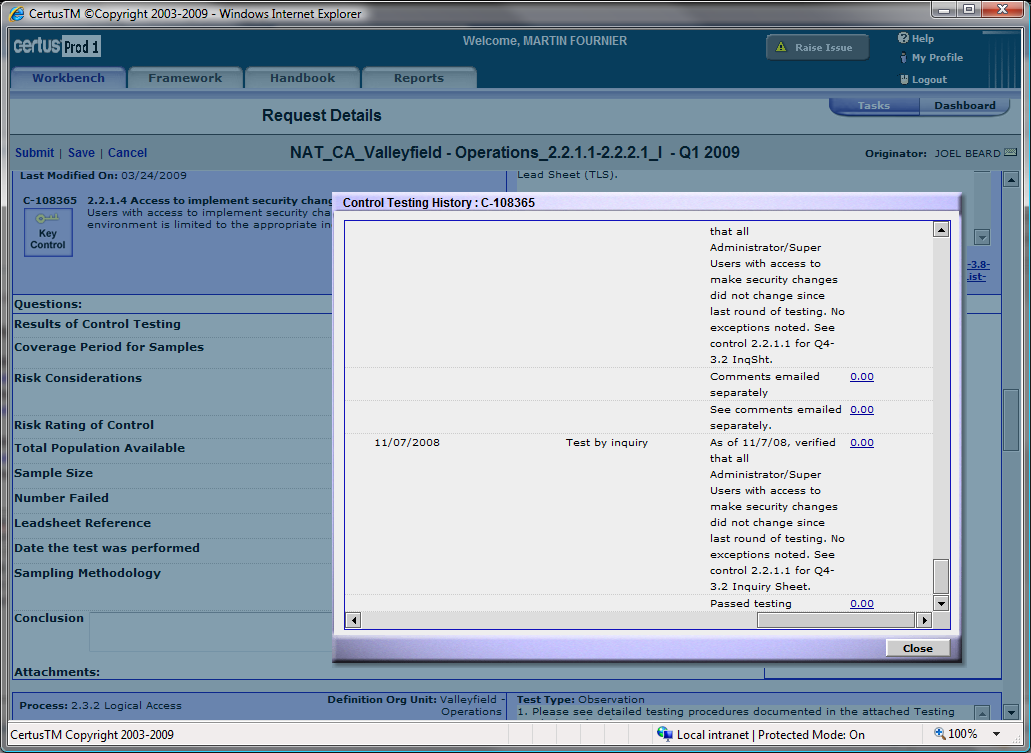 CertusTM ©Copyright 2003-2009 - Windows Internet Explorer
certus Prod 1
Welcome, MARTIN FOURNIER
Raise Issue
Help
My Profile
Logout
Workbench
Framework
Handbook
Reports
Tasks
Dashboard
Request Details
Submit | Save | Cancel
NAT_CA_Valleyfield - Operations_2.2.1.1-2.2.2.1_I - Q1 2009
Originator: JOEL BEARD
Last Modified On: 03/24/2009
Lead Sheet (TLS).
C-108365
2.2.1.4 Access to implement security chan
Users with access to implement security cha
environment is limited to the appropriate in
Key
Control
-3.8-
List-
Questions:
Results of Control Testing
Coverage Period for Samples
Risk Considerations
Risk Rating of Control
Total Population Available
Sample Size
Number Failed
Leadsheet Reference
Date the test was performed
Sampling Methodology
Conclusion
Attachments:
Control Testing History : C-108365
that all
Administrator/Super
Users with access to
make security changes
did not change since
last round of testing. No
exceptions noted. See
control 2.2.1.1 for Q4-
3.2 InqSht.
Comments emailed 0.00
separately
See comments emailed 0.00
separately.
11/07/2008 Test by inquiry As of 11/7/08, verified 0.00
that all
Administrator/Super
Users with access to
make security changes
did not change since
last round of testing. No
exceptions noted. See
control 2.2.1.1 for Q4-
3.2 Inquiry Sheet.
Passed testing 0.00
Close
Process: 2.3.2 Logical Access
Definition Org Unit: Valleyfield -
Operations
Test Type: Observation
1. Please see detailed testing procedures documented in the attached Testing
CertusTM Copyright 2003-2009
Local intranet | Protected Mode: On
100%